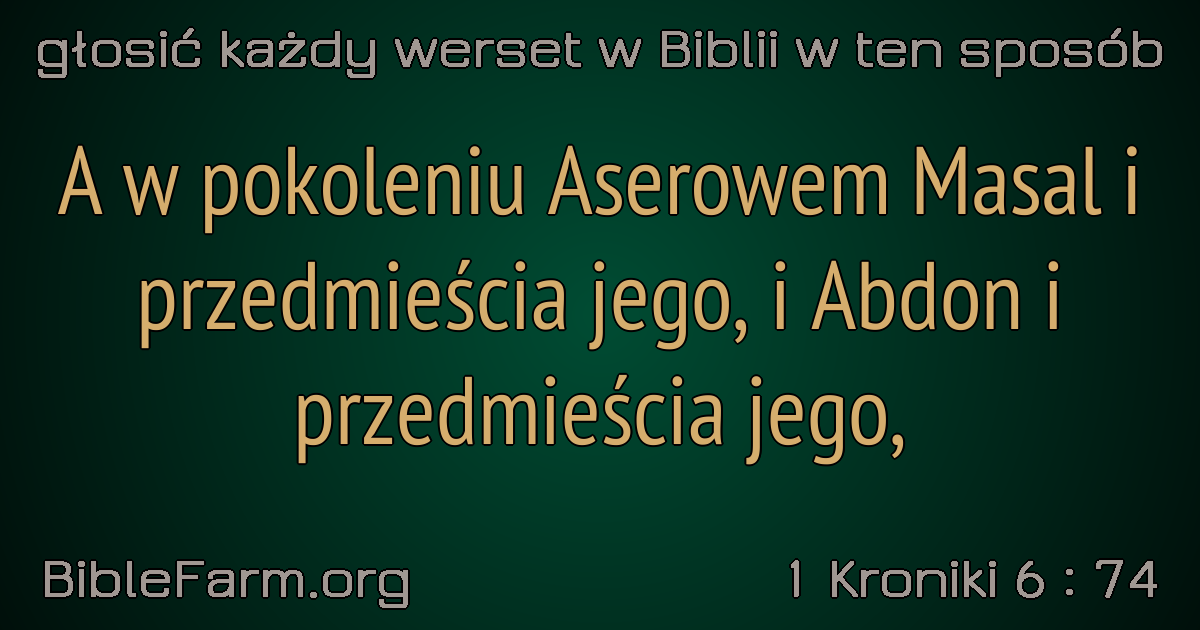 głosić każdy werset w Biblii w ten sposób
A w pokoleniu Aserowem Masal i
przedmieścia jego, i Abdon i
przedmieścia jego,
BibleFarm.org
1 Kroniki 6 : 74